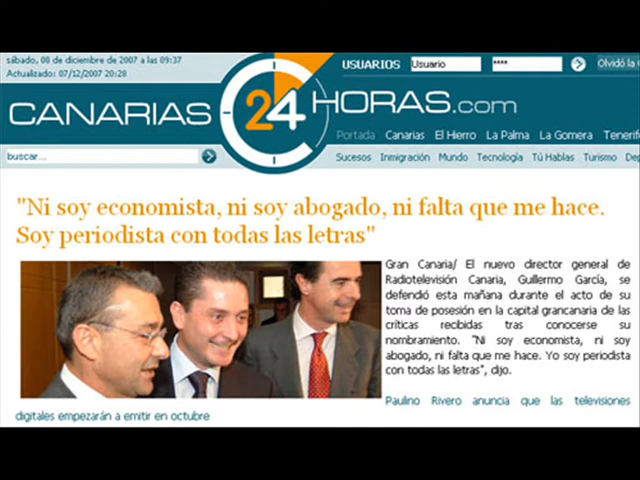 sábado, 08 de diciembre de 2007 a las 09:37
Actualizado: 07/12/2007 20:28
USUARIOS Usuario **** Olvidó la
CANARIAS 24 HORAS.com
Portada Canarias El Hierro La Palma La Gomera Tenerif
buscar... Sucesos Inmigración Mundo Tecnología Tú Hablas Turismo Dep
"Ni soy economista, ni soy abogado, ni falta que me hace.
Soy periodista con todas las letras"
Gran Canaria/ El nuevo director general de
Radiotelevisión Canaria, Guillermo García, se
defendió esta mañana durante el acto de su
toma de posesión en la capital grancanaria de las
críticas recibidas tras conocerse su
nombramiento. "Ni soy economista, ni soy
abogado, ni falta que me hace. Yo soy periodista
con todas las letras", dijo.
Paulino Rivero anuncia que las televisiones
digitales empezarán a emitir en octubre